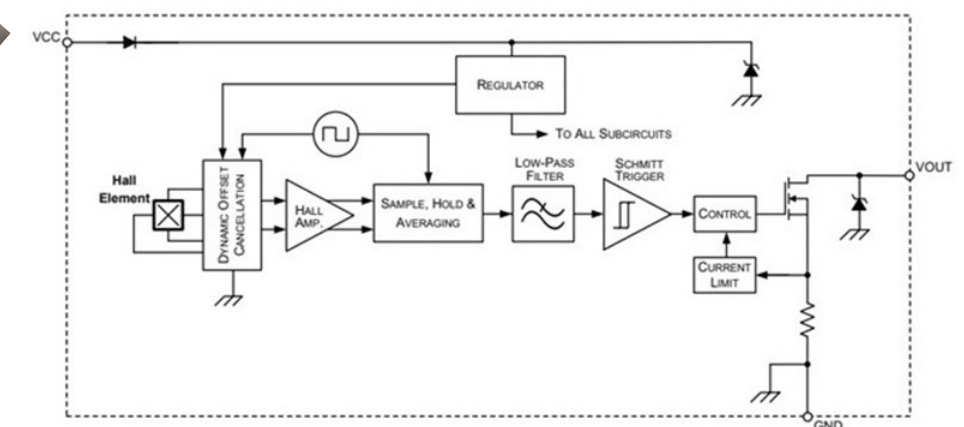 VCC
REGULATOR
TO ALL SUBCIRCUITS
LOW-PASS
FILTER
SCHMITT
TRIGGER
VOUT
Hall
Element
DYNAMIC OFFSET
CANCELLATION
HALL
AMP.
SAMPLE, HOLD &
AVERAGING
CONTROL
CURRENT
LIMIT
GND